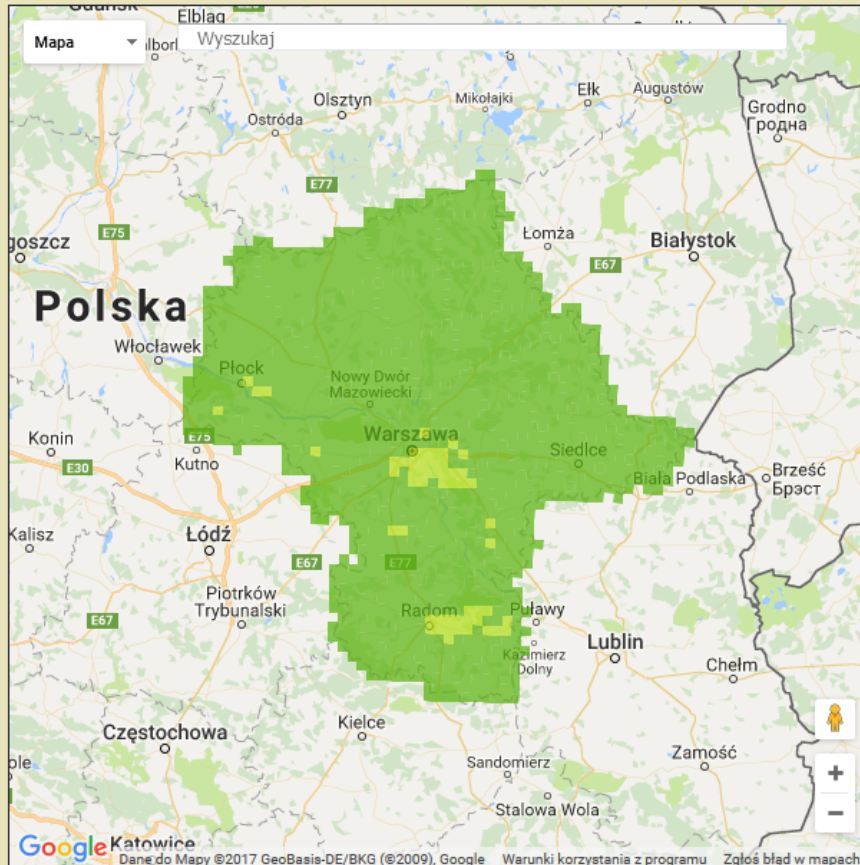 Gdańsk
Elbląg
Mapa
Wyszukaj
Olsztyn
Mikołajki
Ełk
Augustów
Ostróda
Grodno
Гродна
E77
E75
goszcz
Łomża
Białystok
E67
Polska
Włocławek
Płock
Nowy Dwór
Mazowiecki
Warszawa
E75
Konin
Kutno
E30
Siedlce
Biała Podlaska
Brześć
Брэст
Kalisz
Łódź
E67
E77
Piotrków
Trybunalski
E67
Radom
Puławy
Lublin
Kazimierz
Dolny
Chełm
Kielce
Częstochowa
Zamość
ole
Sandomierz
Stalowa Wola
+
−
Google
Katowice
Dane do Mapy ©2017 GeoBasis-DE/BKG (©2009), Google
Warunki korzystania z programu
Zgłoś błąd w mapach